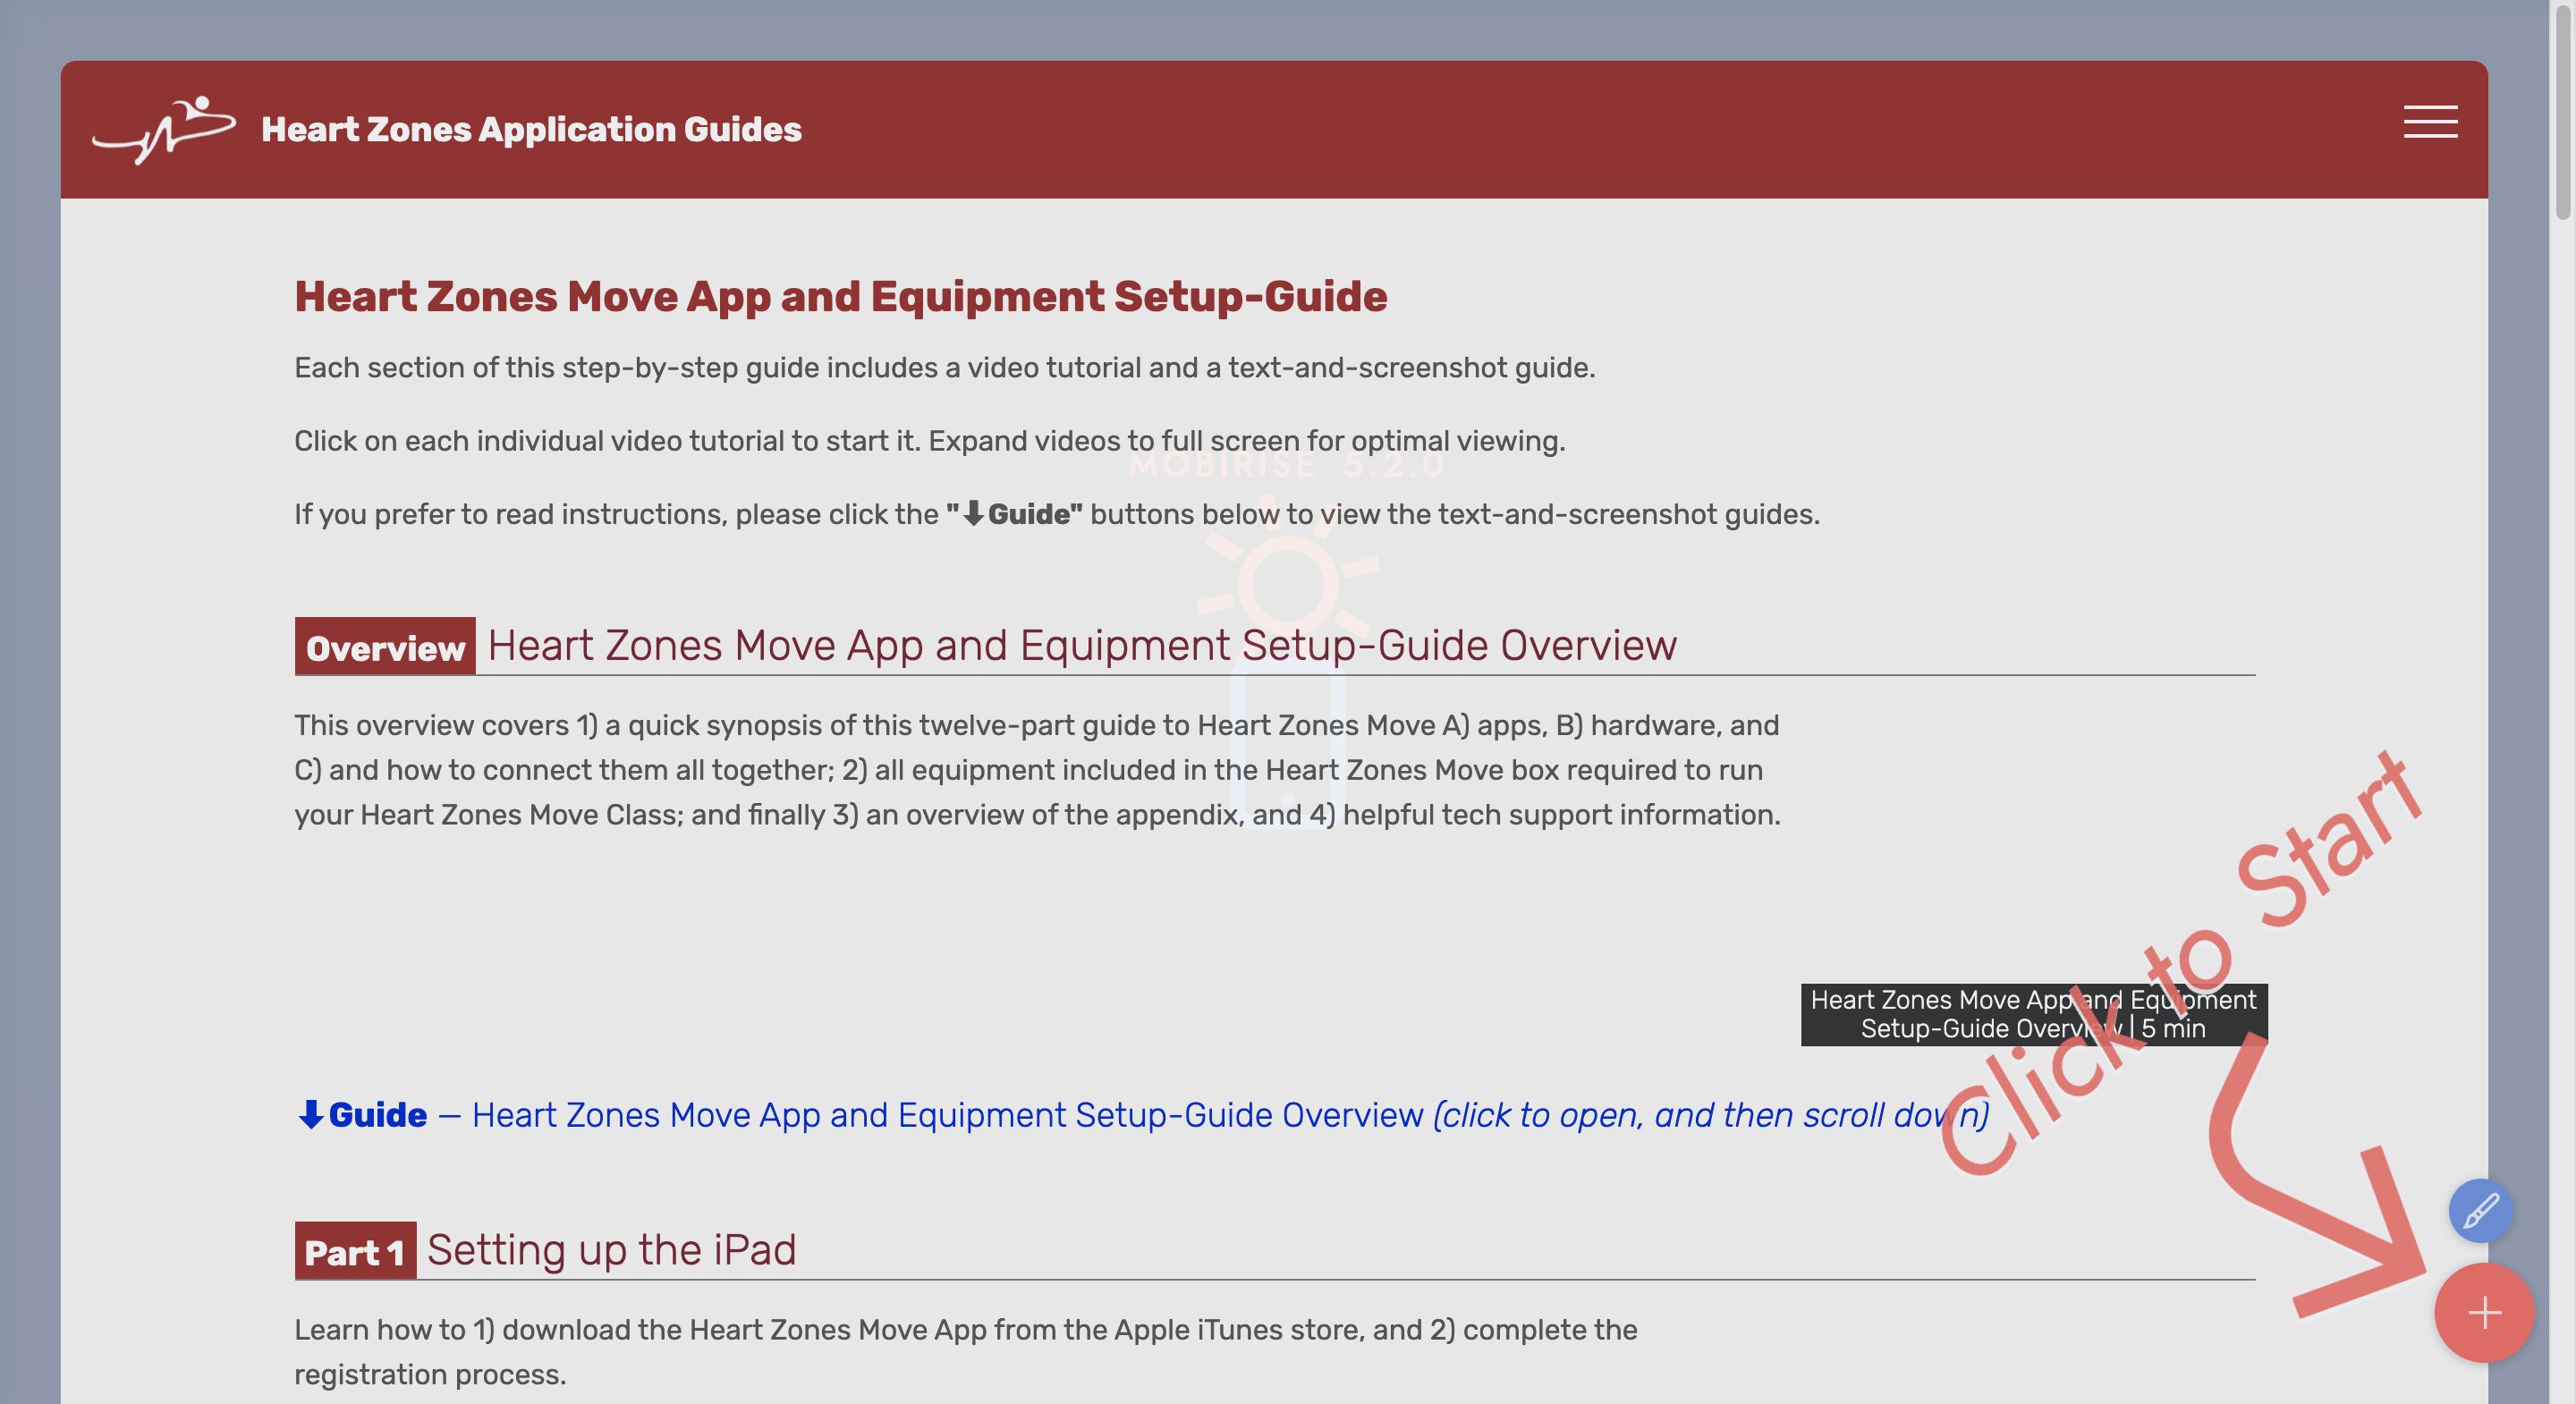 Heart Zones Application Guides
Heart Zones Move App and Equipment Setup-Guide
Each section of this step-by-step guide includes a video tutorial and a text-and-screenshot guide.
Click on each individual video tutorial to start it. Expand videos to full screen for optimal viewing.
MOBIRISE 5.2.0
If you prefer to read instructions, please click the "⬇Guide" buttons below to view the text-and-screenshot guides.
Overview Heart Zones Move App and Equipment Setup-Guide Overview
This overview covers 1) a quick synopsis of this twelve-part guide to Heart Zones Move A) apps, B) hardware, and
C) and how to connect them all together; 2) all equipment included in the Heart Zones Move box required to run
your Heart Zones Move Class; and finally 3) an overview of the appendix, and 4) helpful tech support information.
Click to Start
Heart Zones Move App and Equipment
Setup-Guide Overview | 5 min
⬇Guide — Heart Zones Move App and Equipment Setup-Guide Overview (click to open, and then scroll down)
Part 1 Setting up the iPad
Learn how to 1) download the Heart Zones Move App from the Apple iTunes store, and 2) complete the
registration process.